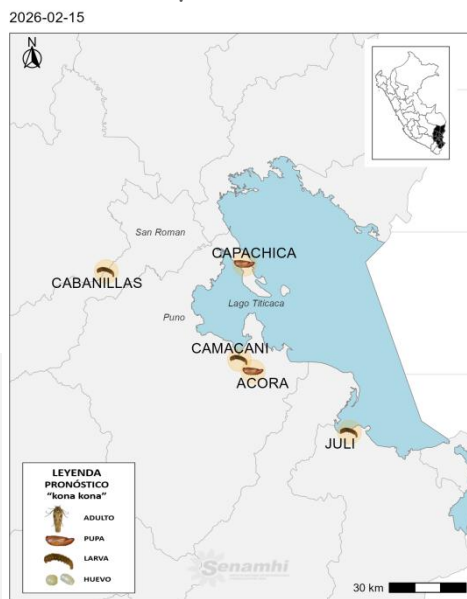 2026-02-15
N
San Roman
CAPACHICA
CABANILLAS
Lago Titicaca
Puno
CAMACANI
ACORA
JULI
LEYENDA
PRONÓSTICO
"kona kona"
ADULTO
PUPA
LARVA
HUEVO
Senamhi
30 km